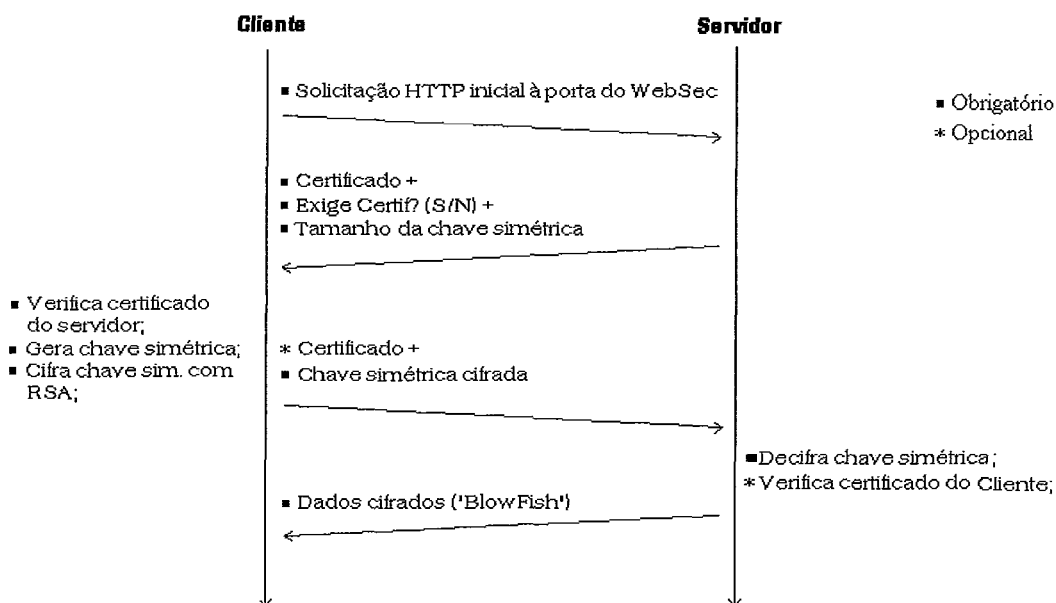 Cliente
Servidor
▪ Solicitação HTTP inicial à porta do WebSec
▪ Obrigatório
* Opcional
▪ Certificado +
▪ Exige Certif? (S/N) +
▪ Tamanho da chave simétrica
▪ Verifica certificado
do servidor;
▪ Gera chave simétrica;
▪ Cifra chave sim. com
RSA;
* Certificado +
▪ Chave simétrica cifrada
▪Decifra chave simétrica;
* Verifica certificado do Cliente;
▪ Dados cifrados ('BlowFish')